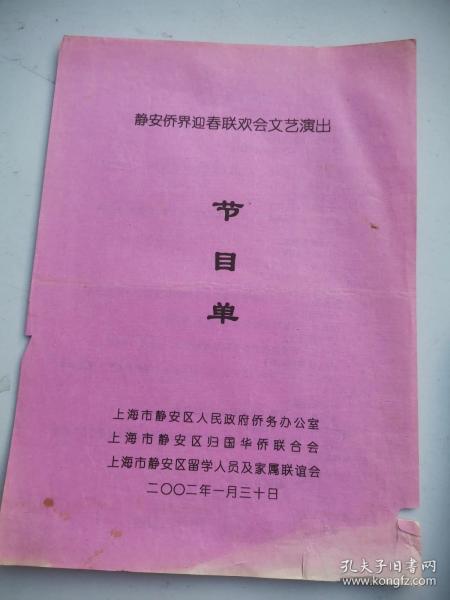 静安侨界迎春联欢会文艺演出
节
目
单
上海市静安区人民政府侨务办公室
上海市静安区归国华侨联合会
上海市静安区留学人员及家属联谊会
二〇〇二年一月三十日
孔夫子旧书网
www.kongfz.com